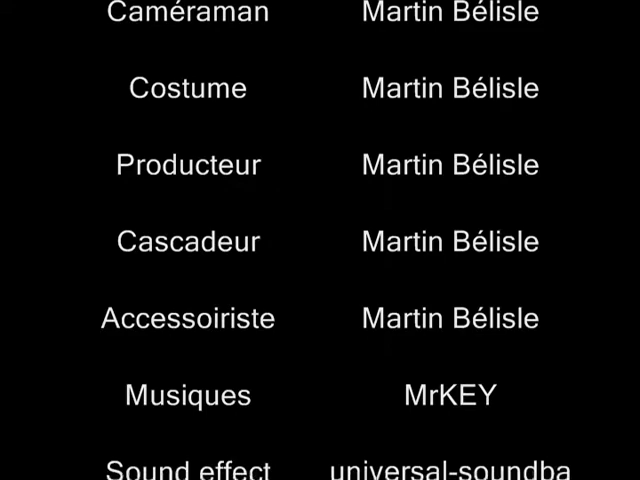 Caméraman Martin Bélisle
Costume Martin Bélisle
Producteur Martin Bélisle
Cascadeur Martin Bélisle
Accessoiriste Martin Bélisle
Musiques MrKEY
Sound effect universal-soundba